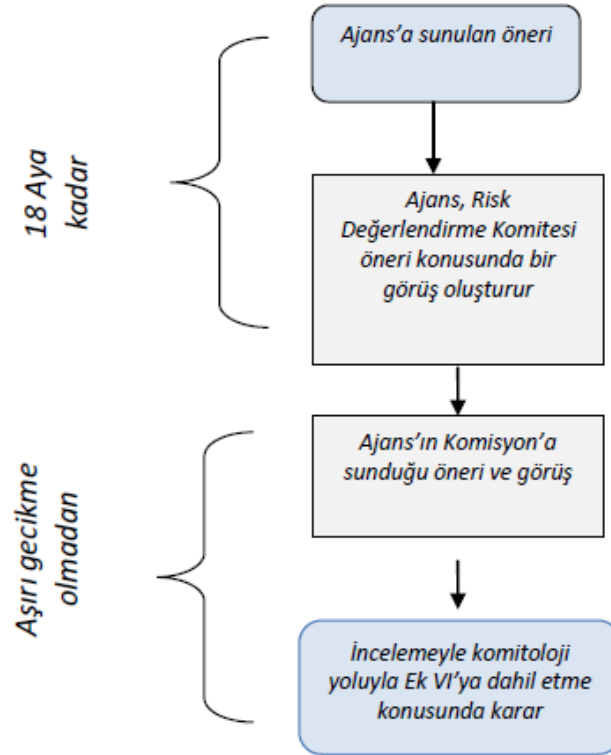 Ajans’a sunulan öneri
18 Aya
kadar
Ajans, Risk
Değerlendirme Komitesi
öneri konusunda bir
görüş oluşturur
Ajans’ın Komisyon’a
sunduğu öneri ve görüş
Aşırı gecikme
olmadan
İncelemeyle komitoloji
yoluyla Ek VI’ya dahil etme
konusunda karar